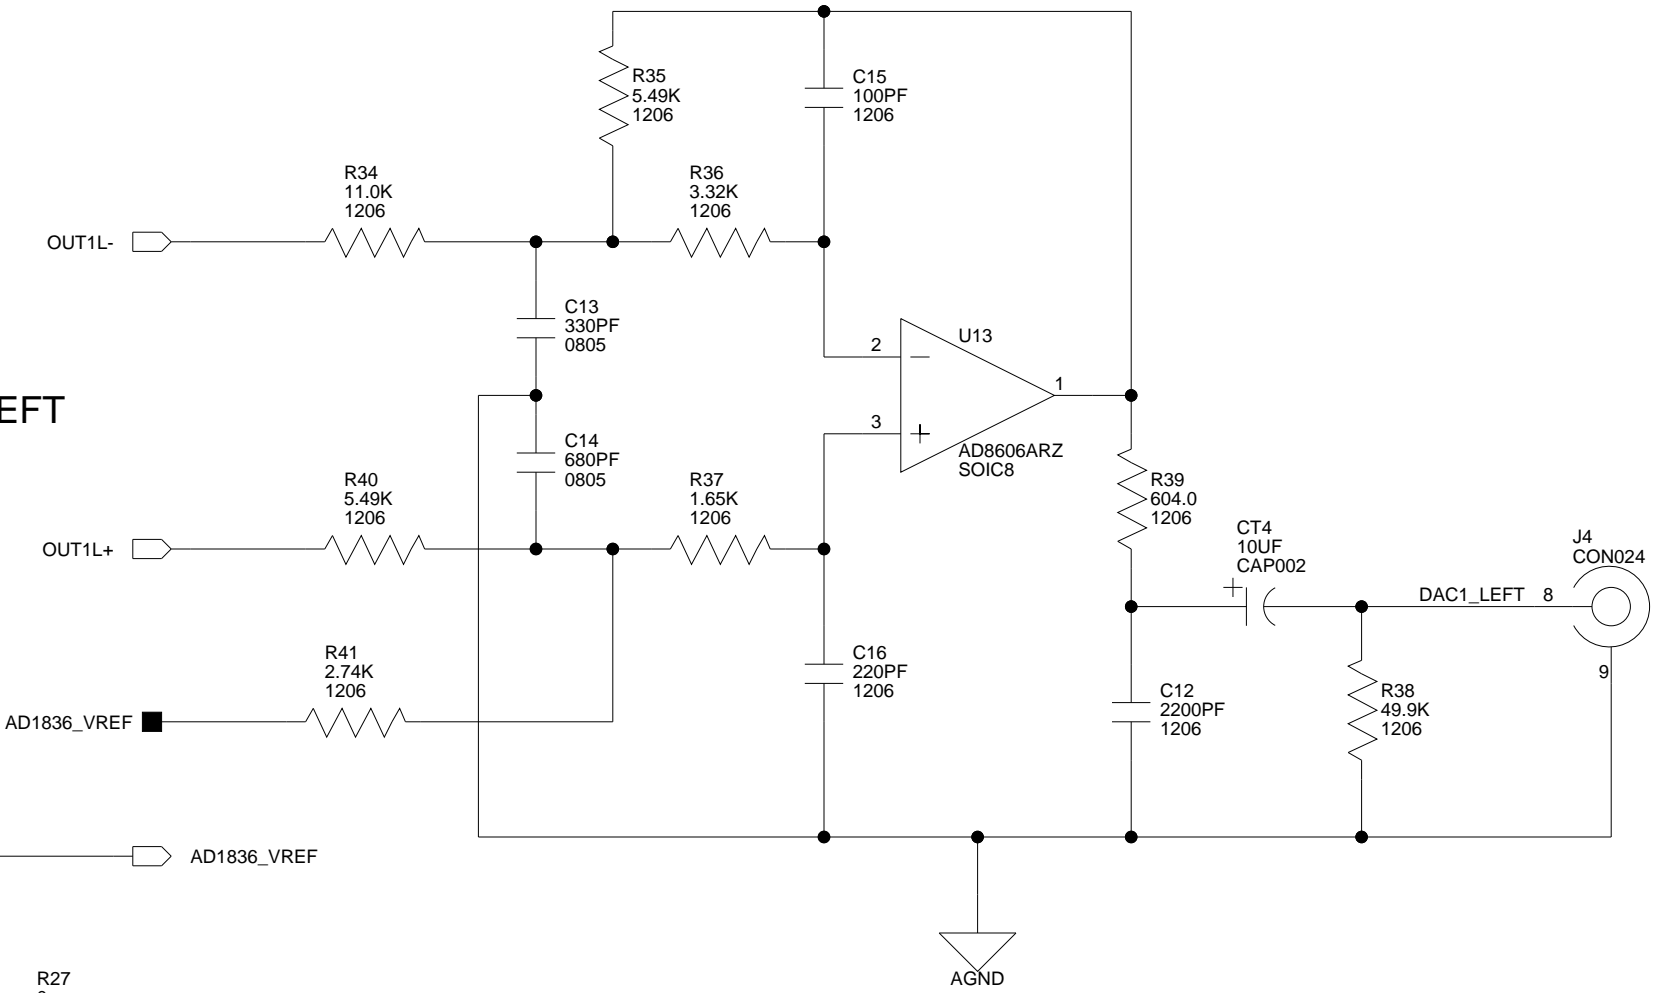 R35
5.49K
1206
C15
100PF
1206
R34
11.0K
1206
R36
3.32K
1206
OUT1L-
C13
330PF
0805
2
U13
1
EFT
3
AD8606ARZ
SOIC8
C14
680PF
0805
R40
5.49K
1206
R37
1.65K
1206
R39
604.0
1206
OUT1L+
CT4
10UF
CAP002
J4
CON024
DAC1_LEFT
8
9
R41
2.74K
1206
C16
220PF
1206
C12
2200PF
1206
R38
49.9K
1206
AD1836_VREF
AD1836_VREF
AGND
R27